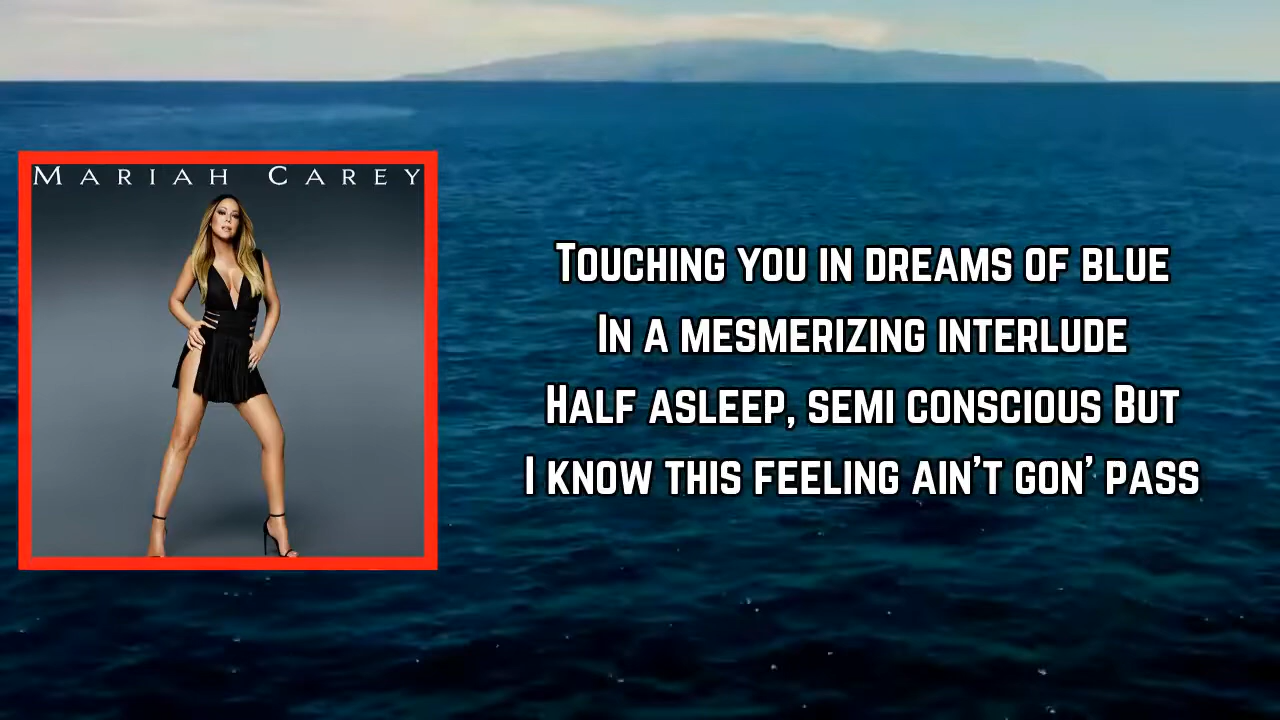 MARIAH CAREY
TOUCHING YOU IN DREAMS OF BLUE
IN A MESMERIZING INTERLUDE
HALF ASLEEP, SEMI CONSCIOUS BUT
I KNOW THIS FEELING AIN'T GON' PASS